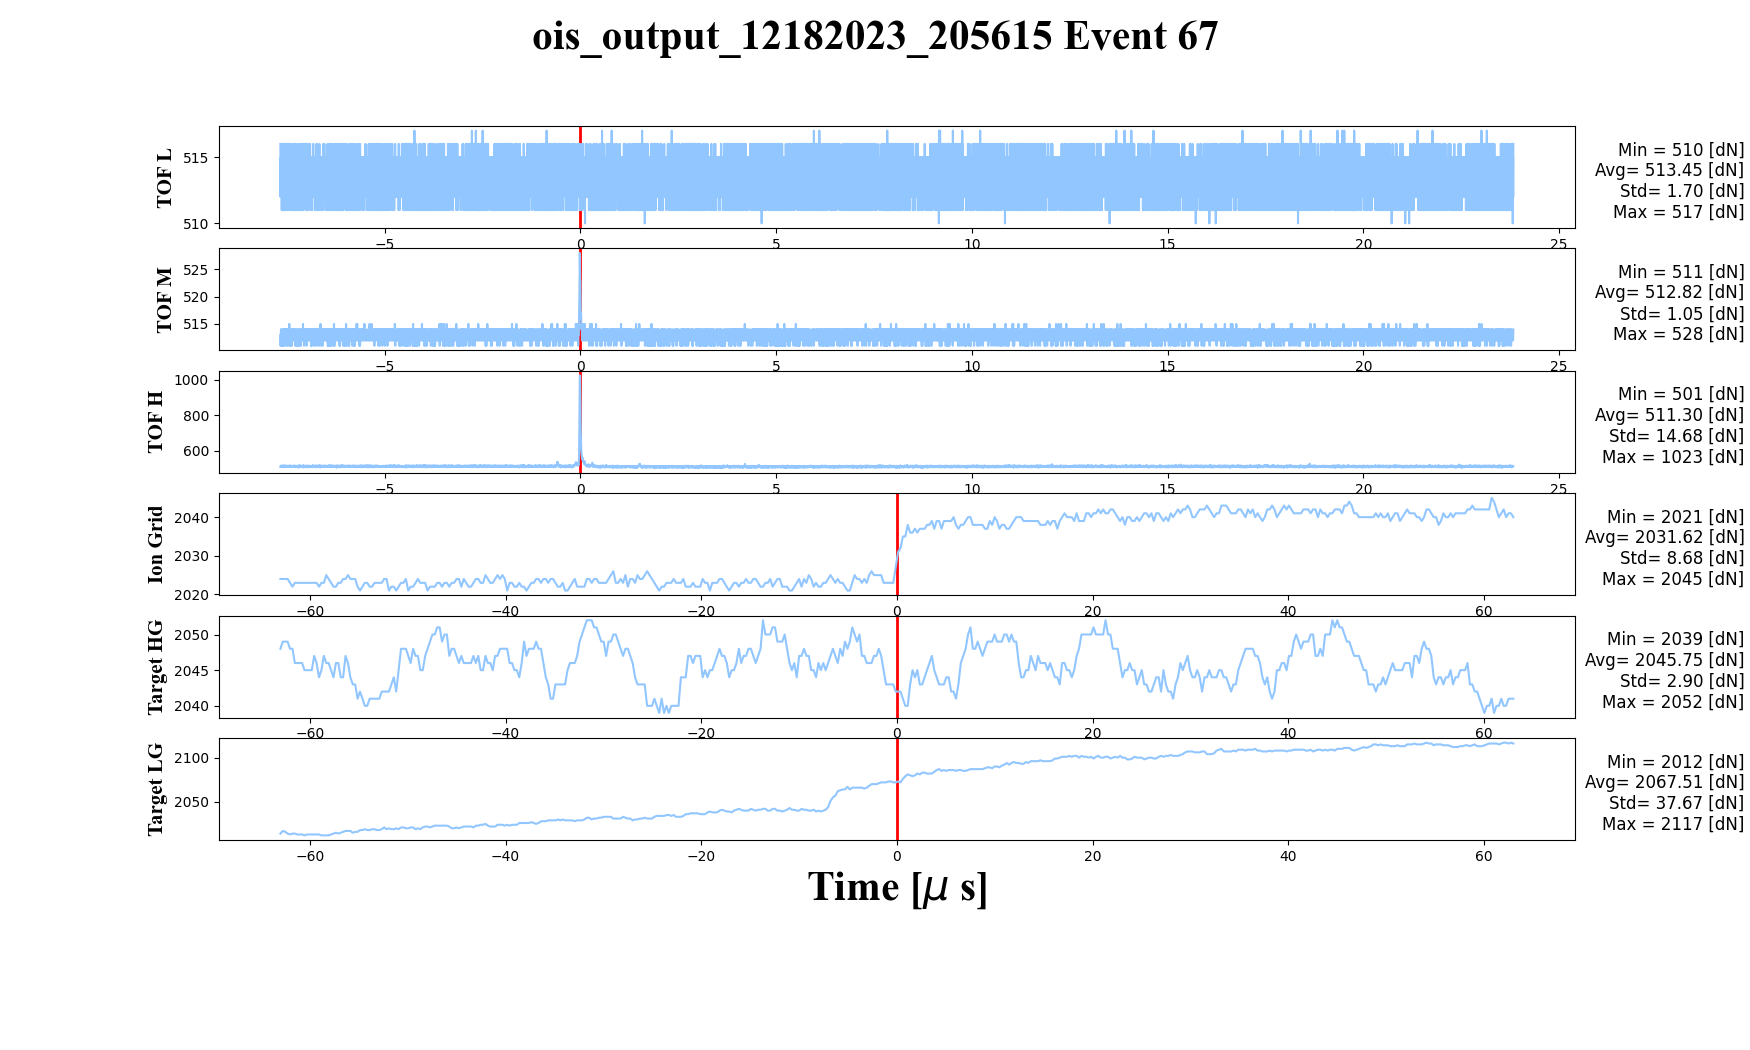 ois_output_12182023_205615 Event 67
TOF L
515
510
−5
0
5
10
15
20
25
Min = 510 [dN]
Avg= 513.45 [dN]
Std= 1.70 [dN]
Max = 517 [dN]
TOF M
525
520
515
−5
0
5
10
15
20
25
Min = 511 [dN]
Avg= 512.82 [dN]
Std= 1.05 [dN]
Max = 528 [dN]
TOF H
1000
800
600
−5
0
5
10
15
20
25
Min = 501 [dN]
Avg= 511.30 [dN]
Std= 14.68 [dN]
Max = 1023 [dN]
Ion Grid
2040
2030
2020
−60
−40
−20
0
20
40
60
Min = 2021 [dN]
Avg= 2031.62 [dN]
Std= 8.68 [dN]
Max = 2045 [dN]
Target HG
2050
2045
2040
−60
−40
−20
0
20
40
60
Min = 2039 [dN]
Avg= 2045.75 [dN]
Std= 2.90 [dN]
Max = 2052 [dN]
Target LG
2100
2050
−60
−40
−20
0
20
40
60
Min = 2012 [dN]
Avg= 2067.51 [dN]
Std= 37.67 [dN]
Max = 2117 [dN]
Time [μ s]